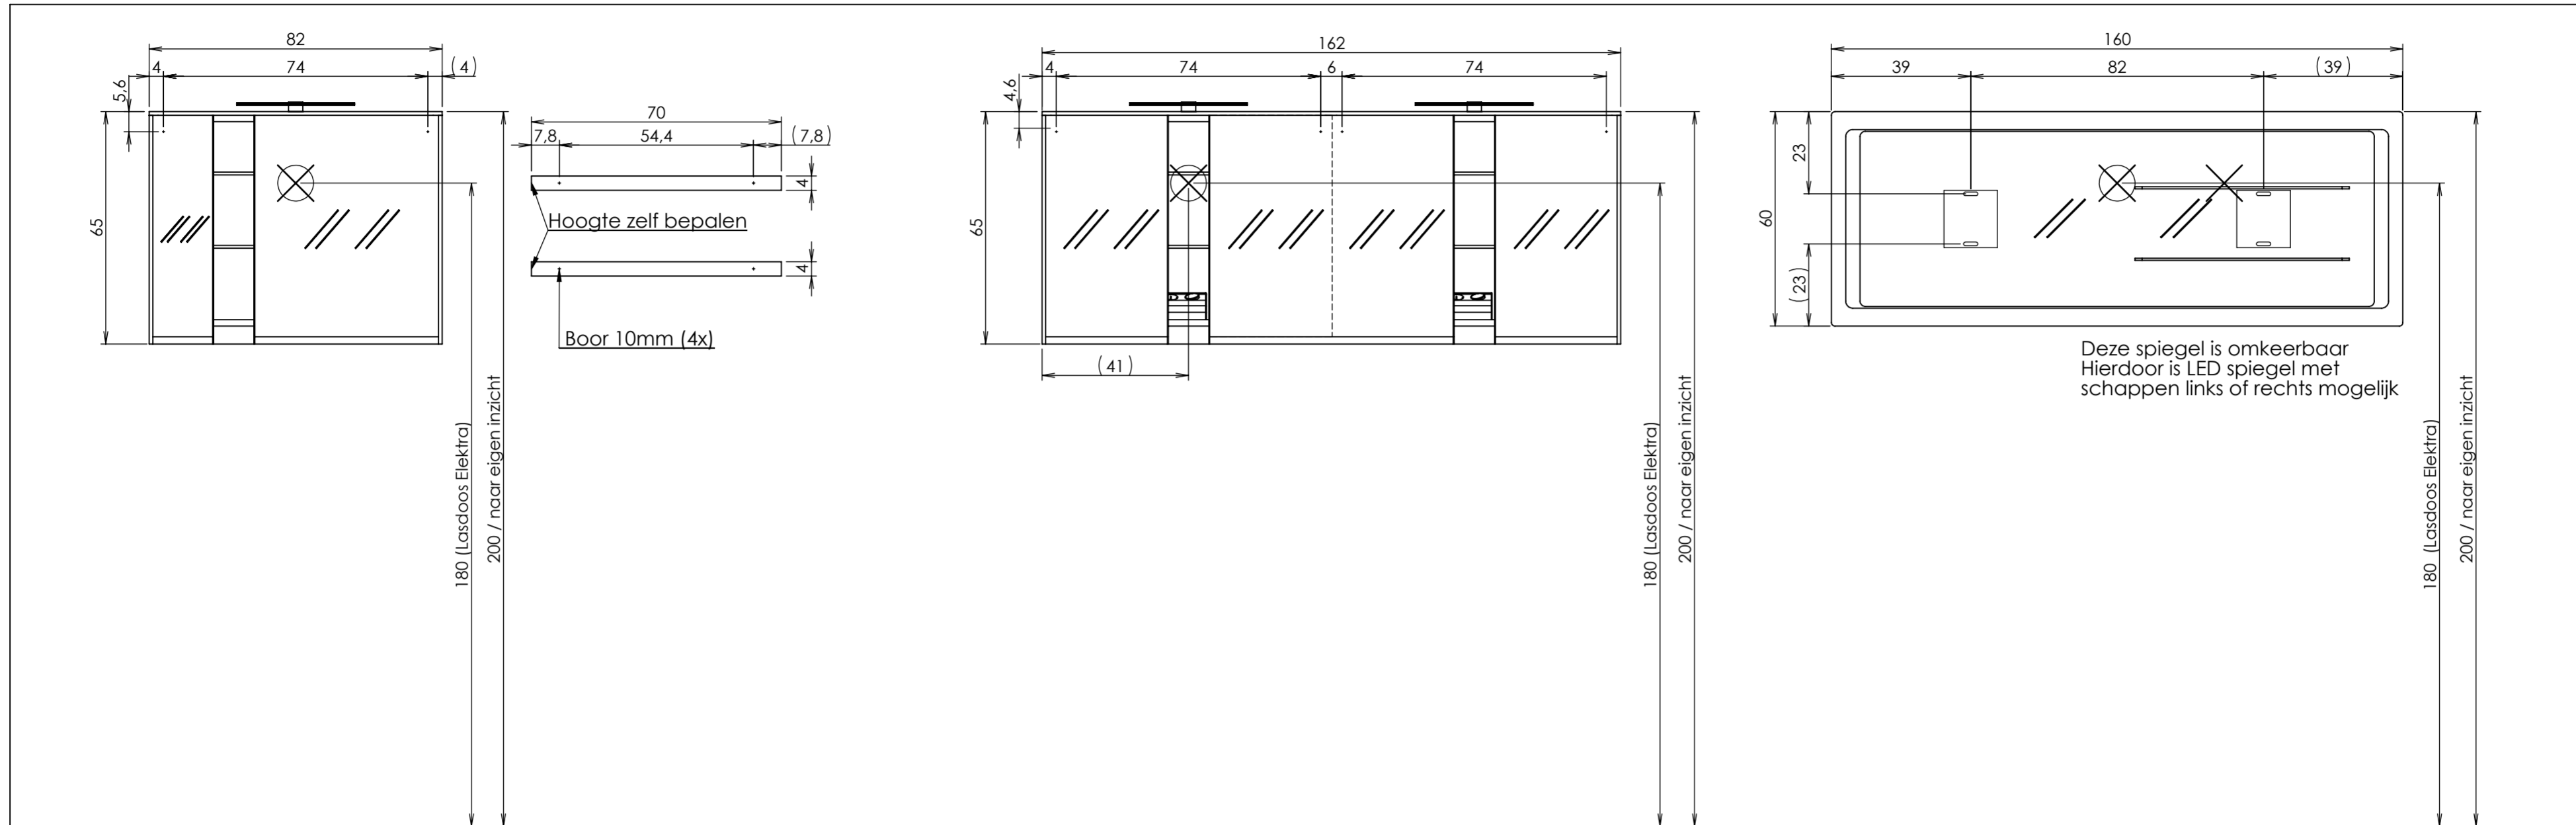 82
4 74 (4)
5,6
65
70
7,8 54,4 (7,8)
4
Hoogte zelf bepalen
4
Boor 10mm (4x)
180 (Lasdoos Elektra)
200 / naar eigen inzicht
162
4 74 6 74
4,6
65
(41)
180 (Lasdoos Elektra)
200 / naar eigen inzicht
160
39 82 (39)
23
60
(23)
Deze spiegel is omkeerbaar
Hierdoor is LED spiegel met
schappen links of rechts mogelijk
180 (Lasdoos Elektra)
200 / naar eigen inzicht